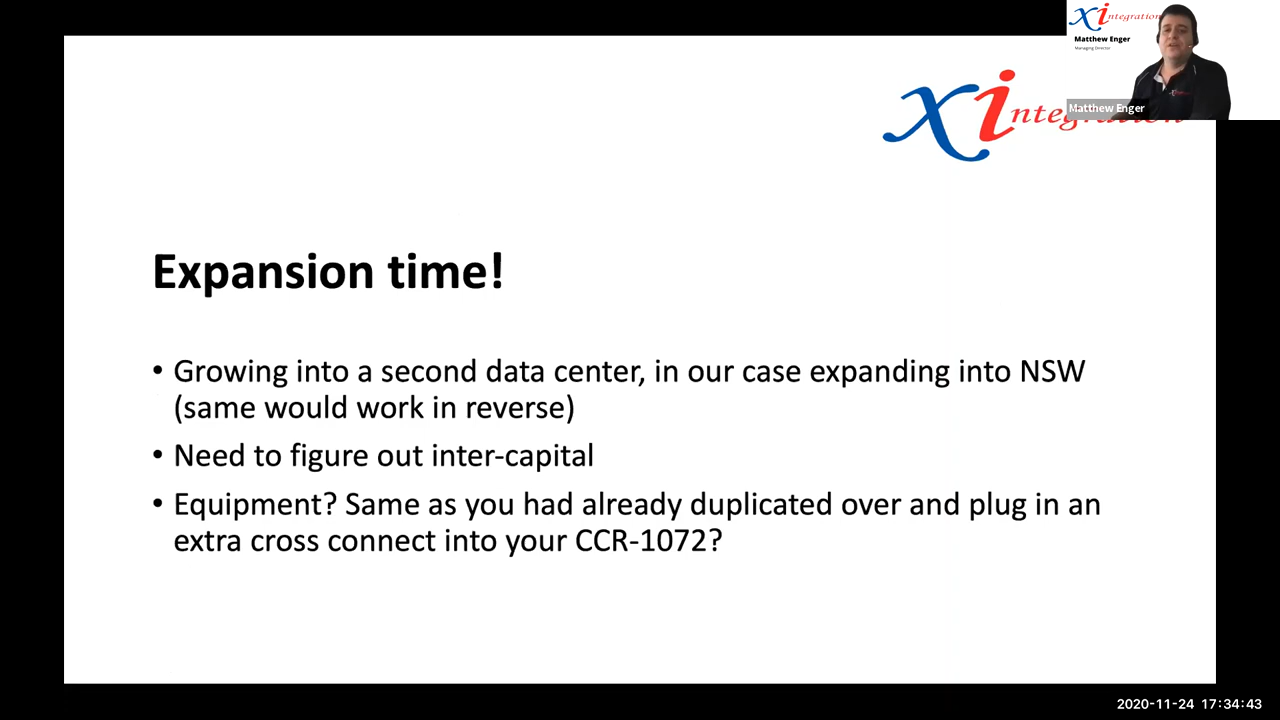 xintegration
Matthew Enger
Managing Director
Matthew Enger
xintegration
Expansion time!
• Growing into a second data center, in our case expanding into NSW
(same would work in reverse)
• Need to figure out inter-capital
• Equipment? Same as you had already duplicated over and plug in an
extra cross connect into your CCR-1072?
2020-11-24 17:34:43